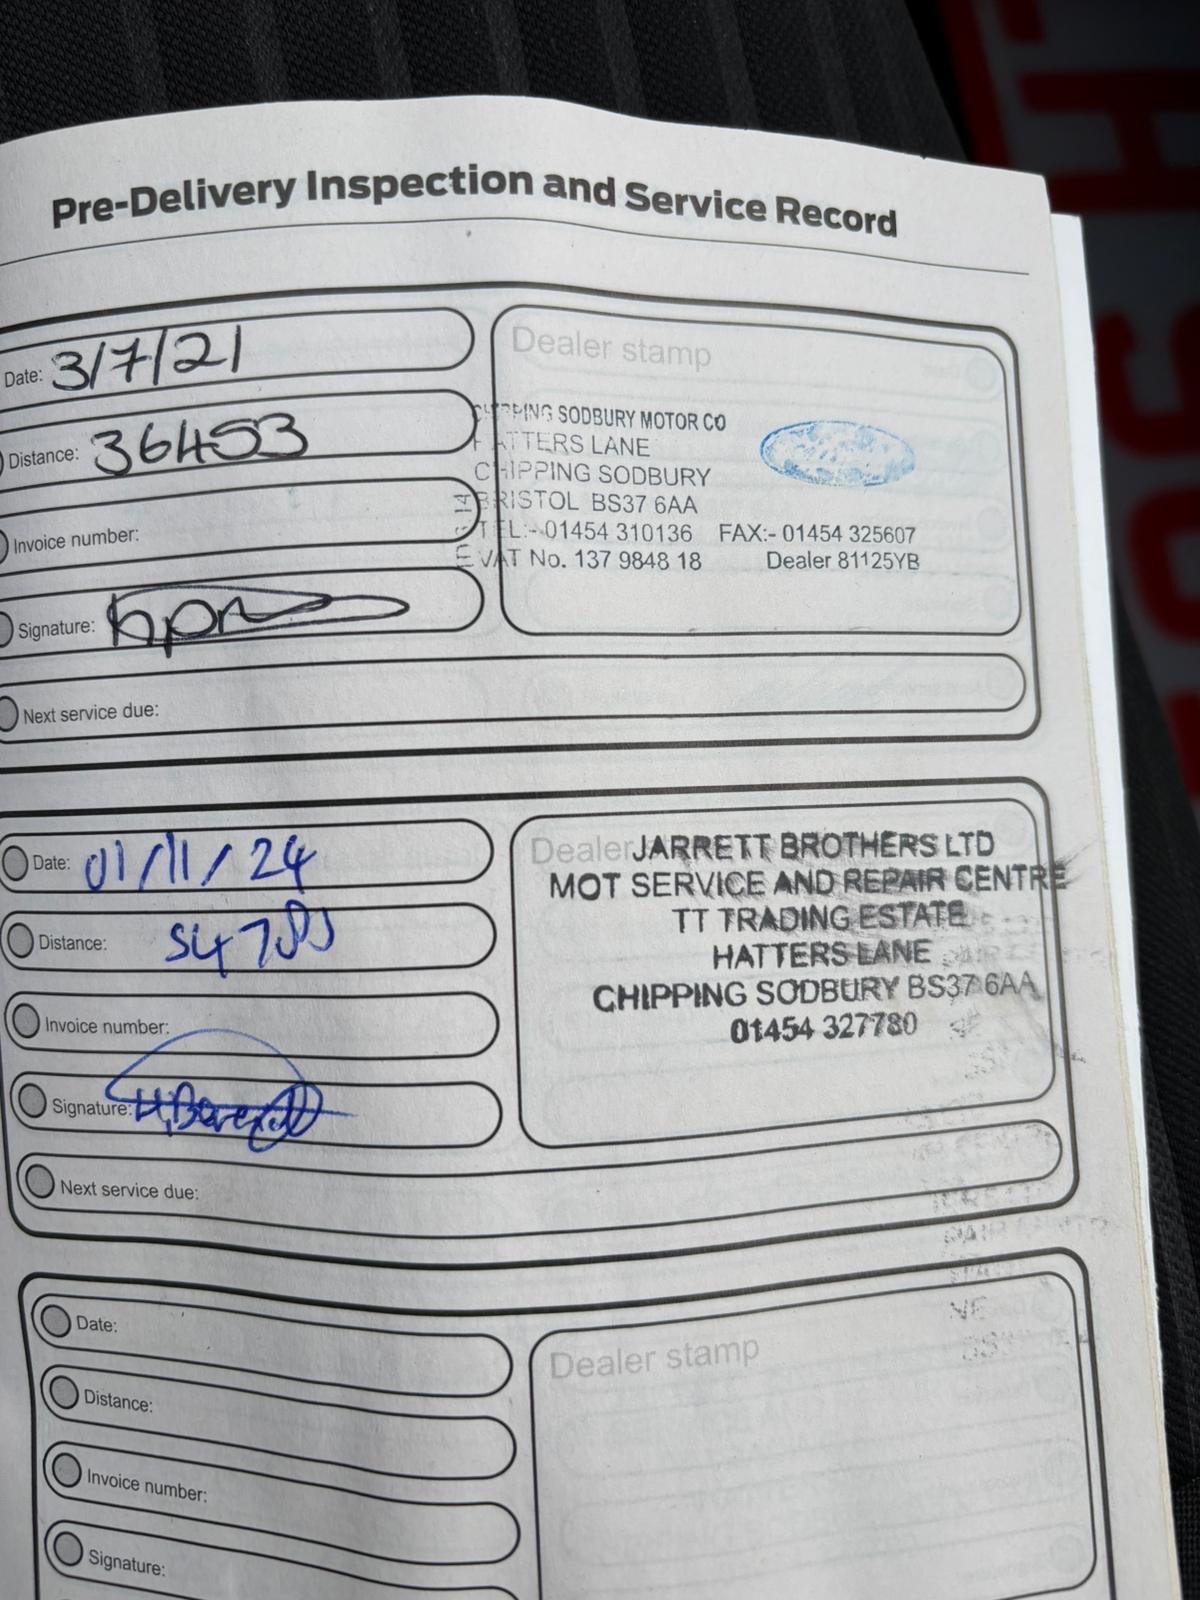 Pre-Delivery Inspection and Service Record
Date: 3/7/21
Distance: 36453
Invoice number:
Signature:
Next service due:
Dealer stamp
CHIPPING SODBURY MOTOR CO
HATTERS LANE
CHIPPING SODBURY
BRISTOL BS37 6AA
TEL:- 01454 310136 FAX:- 01454 325607
VAT No. 137 9848 18 Dealer 81125YB
Date: 01/11/24
Distance:
Invoice number:
Signature:
Next service due:
Dealer
JARRETT BROTHERS LTD
MOT SERVICE AND REPAIR CENTRE
TT TRADING ESTATE
HATTERS LANE
CHIPPING SODBURY BS37 6AA
01454 327780
Date:
Distance:
Invoice number:
Signature:
Dealer stamp